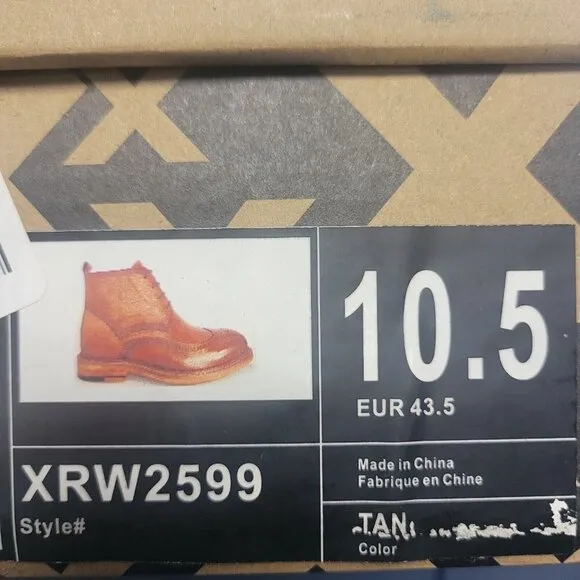 10.5
EUR 43.5
XRW2599
Style#
Made in China
Fabrique en Chine
TAN
Color